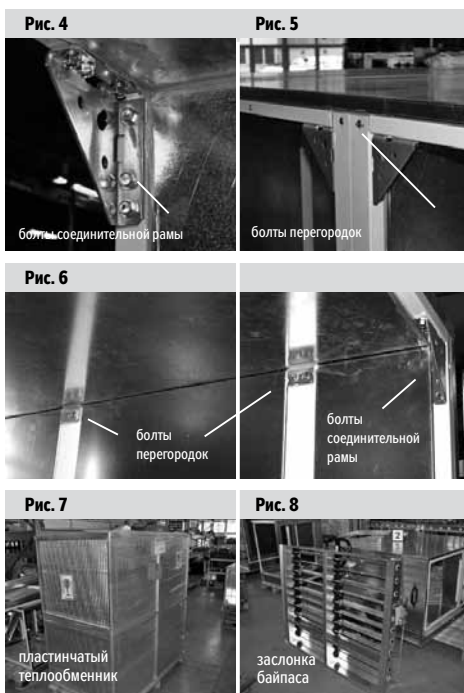 Рис. 4
Рис. 5
болты соединительной рамы
болты перегородок
Рис. 6
болты
перегородок
болты
соединительной
рамы
Рис. 7
Рис. 8
пластинчатый
теплообменник
2
заслонка
байпаса